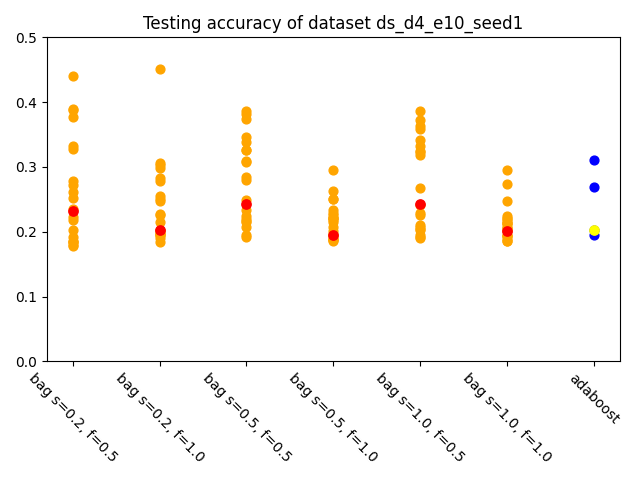 Testing accuracy of dataset ds_d4_e10_seed1
0.5
0.4
0.3
0.2
0.1
0.0
bag s=0.2, f=0.5
bag s=0.2, f=1.0
bag s=0.5, f=0.5
bag s=0.5, f=1.0
bag s=1.0, f=0.5
bag s=1.0, f=1.0
adaboost